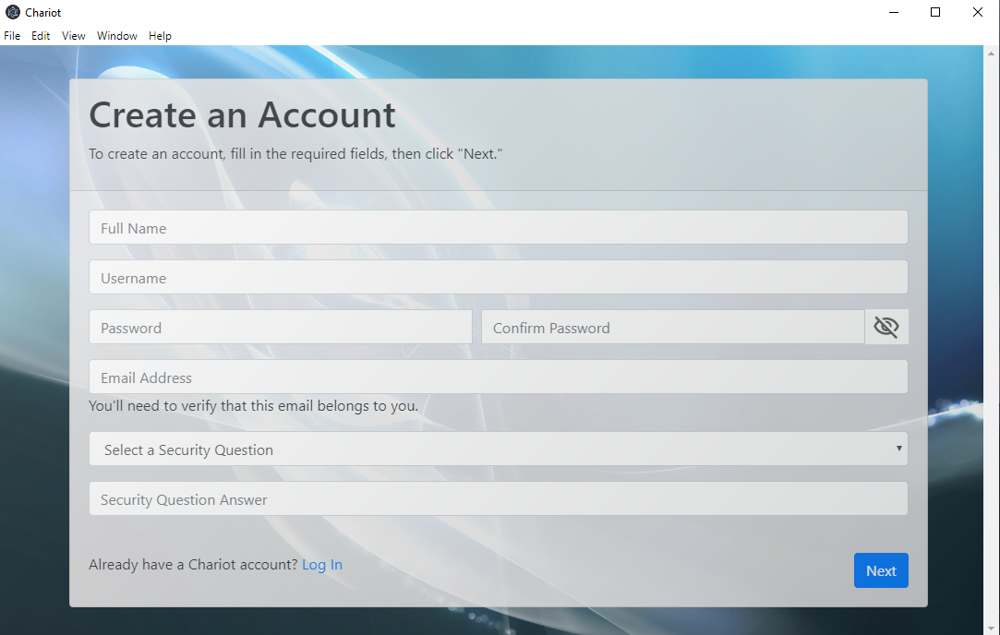 Chariot
File Edit View Window Help
Create an Account
To create an account, fill in the required fields, then click "Next."
Full Name
Username
Password Confirm Password
Email Address
You'll need to verify that this email belongs to you.
Select a Security Question
Security Question Answer
Already have a Chariot account? Log In
Next